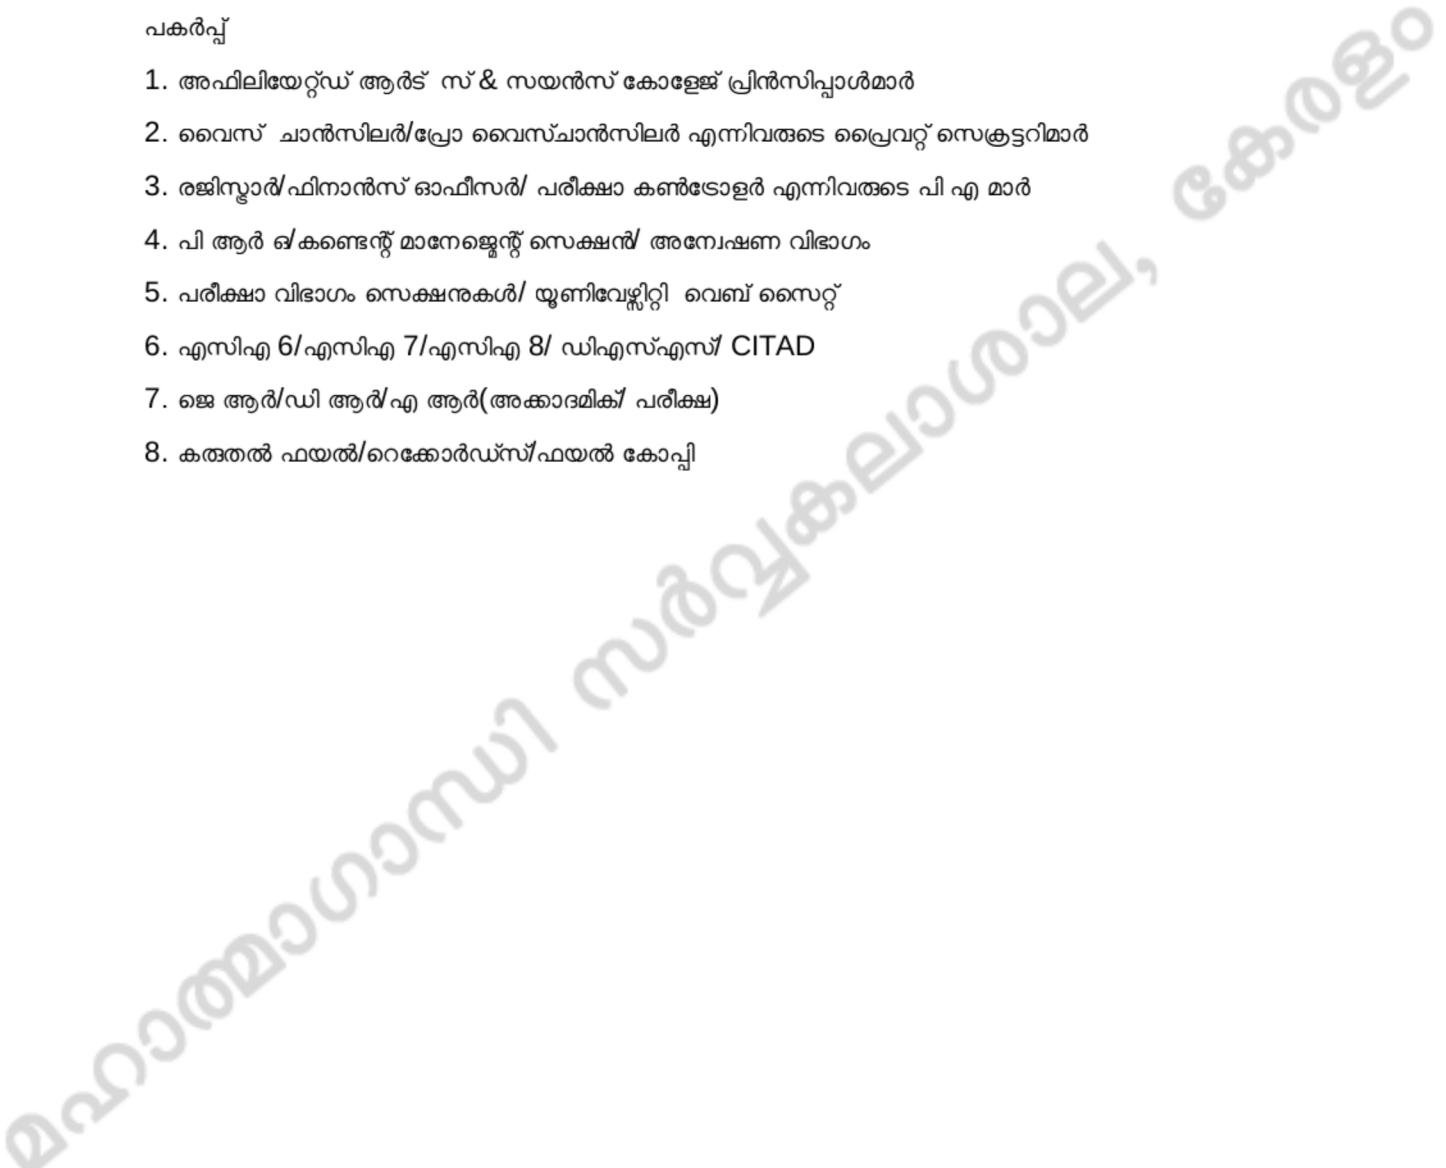 പകർപ്പ്
1. അഫിലിയേറ്റ്ഡ് ആർട് സ് & സയൻസ് കോളേജ് പ്രിൻസിപ്പാൾമാർ
2. വൈസ് ചാൻസിലർ/പ്രോ വൈസ്ചാൻസിലർ എന്നിവരുടെ പ്രൈവറ്റ് സെക്രട്ടറിമാർ
3. രജിസ്ട്രാർ/ഫിനാൻസ് ഓഫീസർ/ പരീക്ഷാ കൺട്രോളർ എന്നിവരുടെ പി എ മാർ
4. പി ആർ ഒ/കണ്ടെന്റ് മാനേജ്മെന്റ് സെക്ഷൻ/ അന്വേഷണ വിഭാഗം
5. പരീക്ഷാ വിഭാഗം സെക്ഷനുകൾ/ യൂണിവേഴ്സിറ്റി വെബ് സൈറ്റ്
6. എസിഎ 6/എസിഎ 7/എസിഎ 8/ ഡിഎസ്എസ്/ CITAD
7. ജെ ആർ/ഡി ആർ/എ ആർ(അക്കാദമിക്/ പരീക്ഷ)
8. കരുതൽ ഫയൽ/റെക്കോർഡ്സ്/ഫയൽ കോപ്പി
മഹാത്മാഗാന്ധി സർവ്വകലാശാല, കേരളം